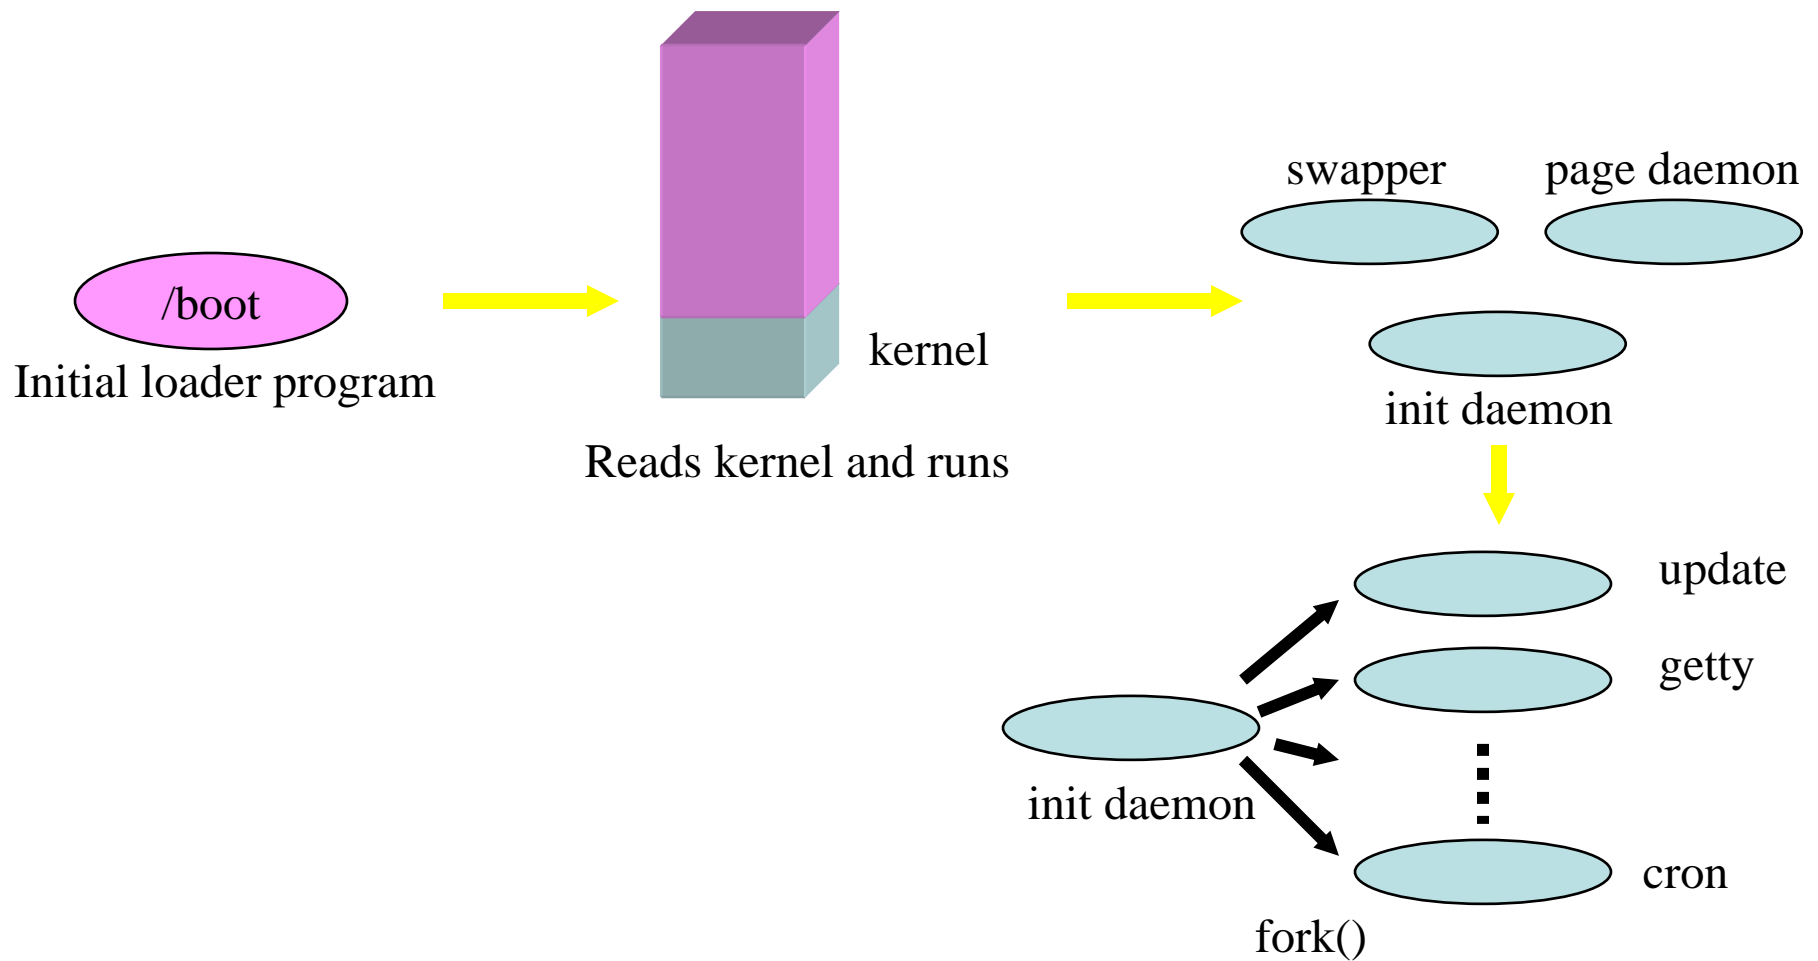 /boot
Initial loader program
kernel
Reads kernel and runs
swapper
page daemon
init daemon
update
getty
init daemon
cron
fork()